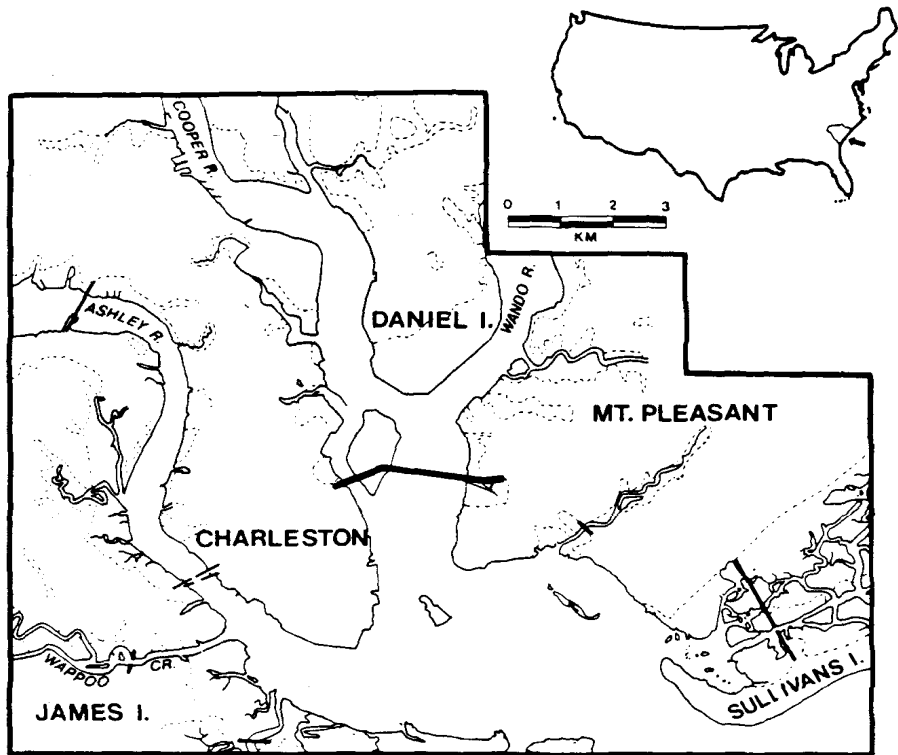 COOPER R.
0 1 2 3
KM
ASHLEY R.
DANIEL I.
WANDO R.
MT. PLEASANT
CHARLESTON
WAPPOO CR.
JAMES I.
SULLIVANS I.